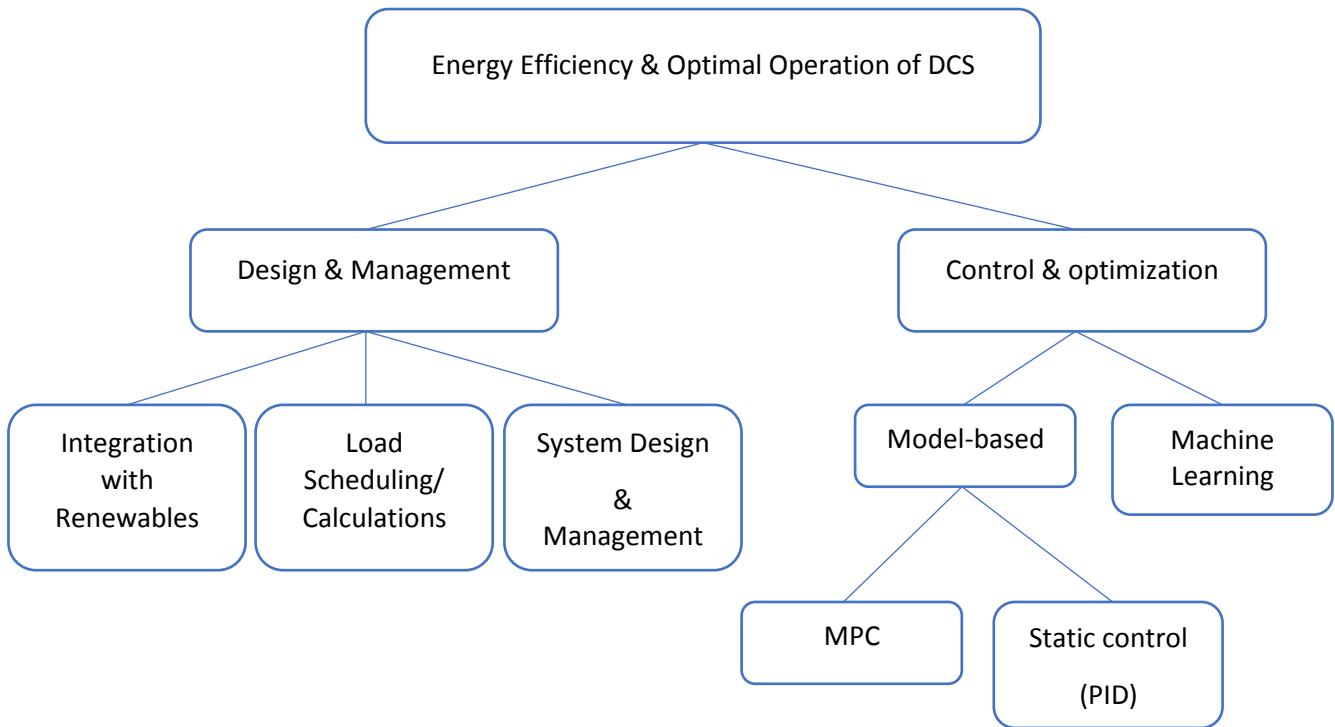 Energy Efficiency & Optimal Operation of DCS
Design & Management
Control & optimization
Integration
with
Renewables
Load
Scheduling/
Calculations
System Design
&
Management
Model-based
Machine
Learning
MPC
Static control
(PID)